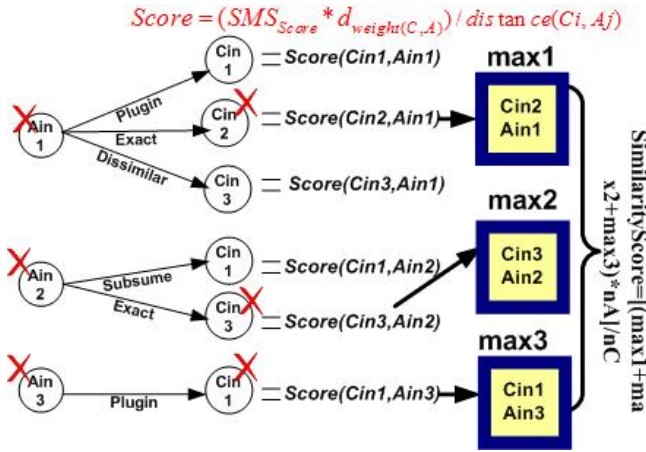 Score = (SMS_Score * d_weight(C,A)) / dis tan ce(Ci, Aj)
max1
Cin 1
= Score(Cin1,Ain1)
Plugin
X
Ain 1
Exact
Cin 2
X
= Score(Cin2,Ain1)
Cin2
Ain1
Dissimilar
Cin 3
= Score(Cin3,Ain1)
max2
X
Ain 2
Subsume
Cin 1
= Score(Cin1,Ain2)
Cin3
Ain2
Exact
Cin 3
X
= Score(Cin3,Ain2)
max3
X
Ain 3
Plugin
Cin 1
X
= Score(Cin1,Ain3)
Cin1
Ain3
SimilarityScore=[(max1+ma
x2+max3)*nA]/nC